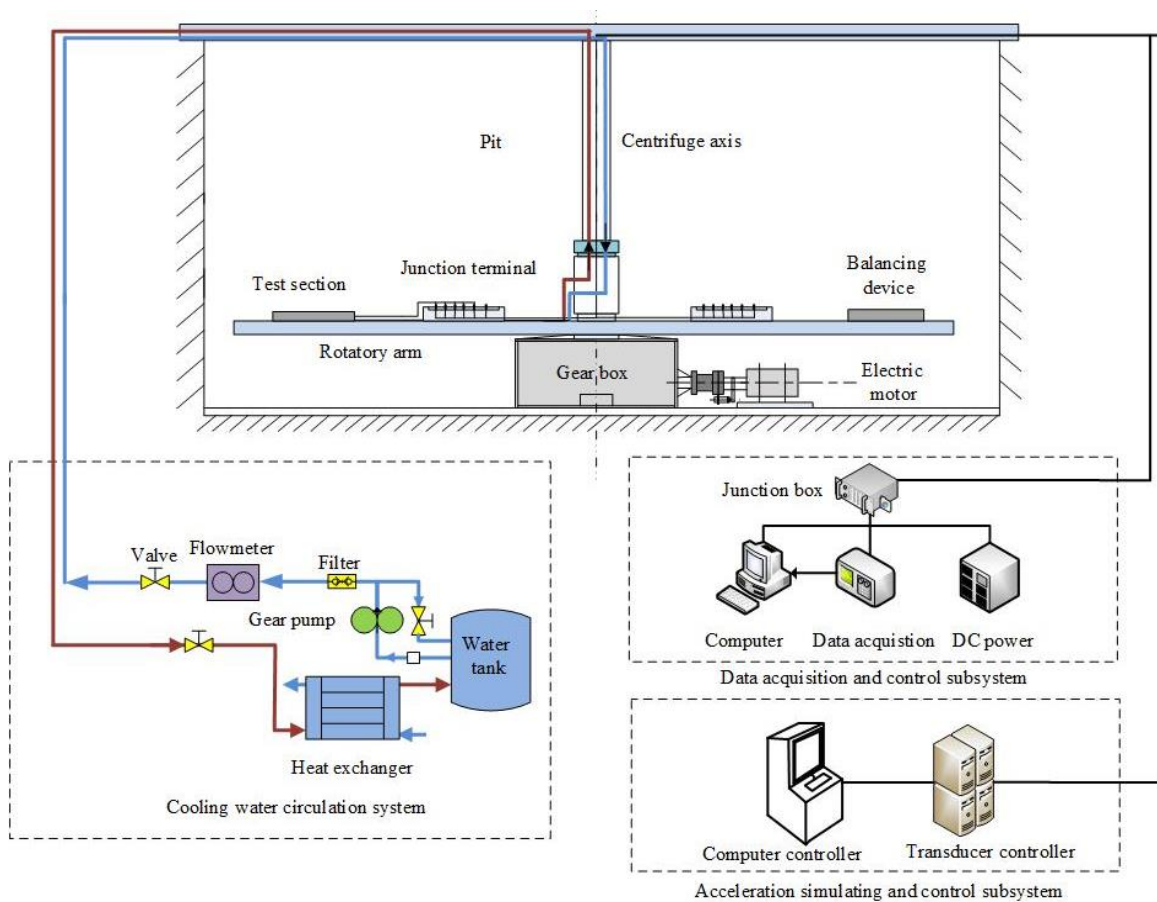 Pit
Centrifuge axis
Junction terminal
Balancing
device
Test section
Rotatory arm
Gear box
Electric
motor
Junction box
Valve
Flowmeter
Filter
Gear pump
Water
tank
Computer
Data acquistion
DC power
Data acquisition and control subsystem
Heat exchanger
Cooling water circulation system
Computer controller
Transducer controller
Acceleration simulating and control subsystem